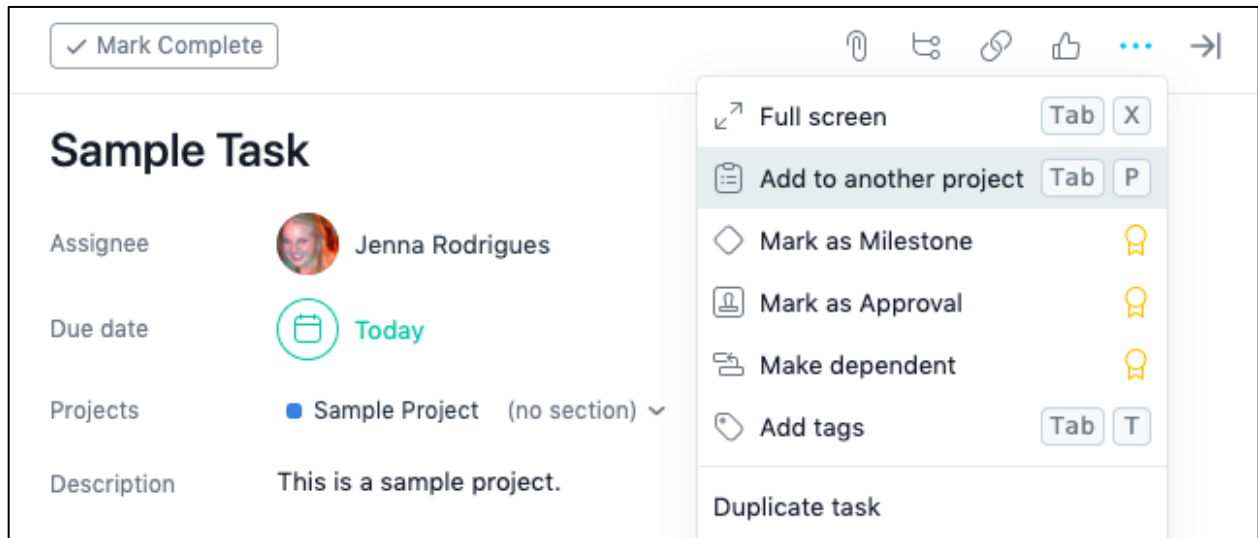 Mark Complete
Sample Task
Assignee Jenna Rodrigues
Due date Today
Projects Sample Project (no section)
Description This is a sample project.
Full screen Tab X
Add to another project Tab P
Mark as Milestone
Mark as Approval
Make dependent
Add tags Tab T
Duplicate task